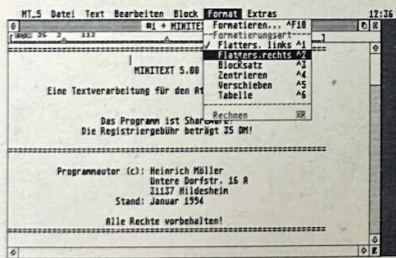 MT_5 Datei Text Bearbeiten Block Format Extras 12:36
#1 + MINITEX
Formatieren... ^F10
-Formatierungsart-
✓ Flatters. links ^1
Flatters.rechts ^2
Blocksatz ^3
Zentrieren ^4
Verschieben ^5
Tabelle ^6
Rechnen ⌘R
MINITEXT 5.00
Eine Textverarbeitung für den At
Das Programm ist Shareware!
Die Registriergebühr beträgt 35 DM!
Programmautor (c): Heinrich Möller
Untere Dorfstr. 16 A
31137 Hildesheim
Stand: Januar 1994
Alle Rechte vorbehalten!